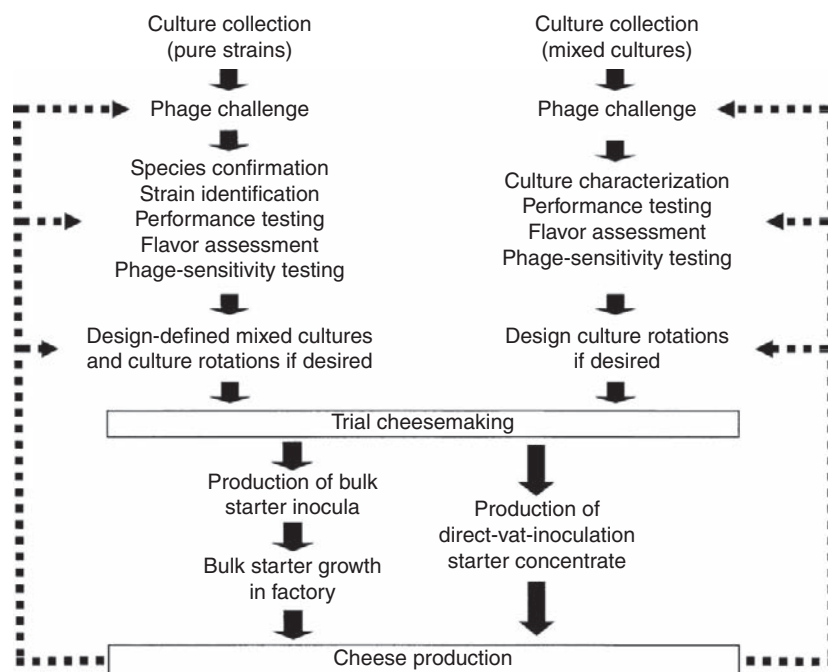 Culture collection
(pure strains)
Phage challenge
Species confirmation
Strain identification
Performance testing
Flavor assessment
Phage-sensitivity testing
Design-defined mixed cultures
and culture rotations if desired
Culture collection
(mixed cultures)
Phage challenge
Culture characterization
Performance testing
Flavor assessment
Phage-sensitivity testing
Design culture rotations
if desired
Trial cheesemaking
Production of bulk
starter inocula
Bulk starter growth
in factory
Production of
direct-vat-inoculation
starter concentrate
Cheese production